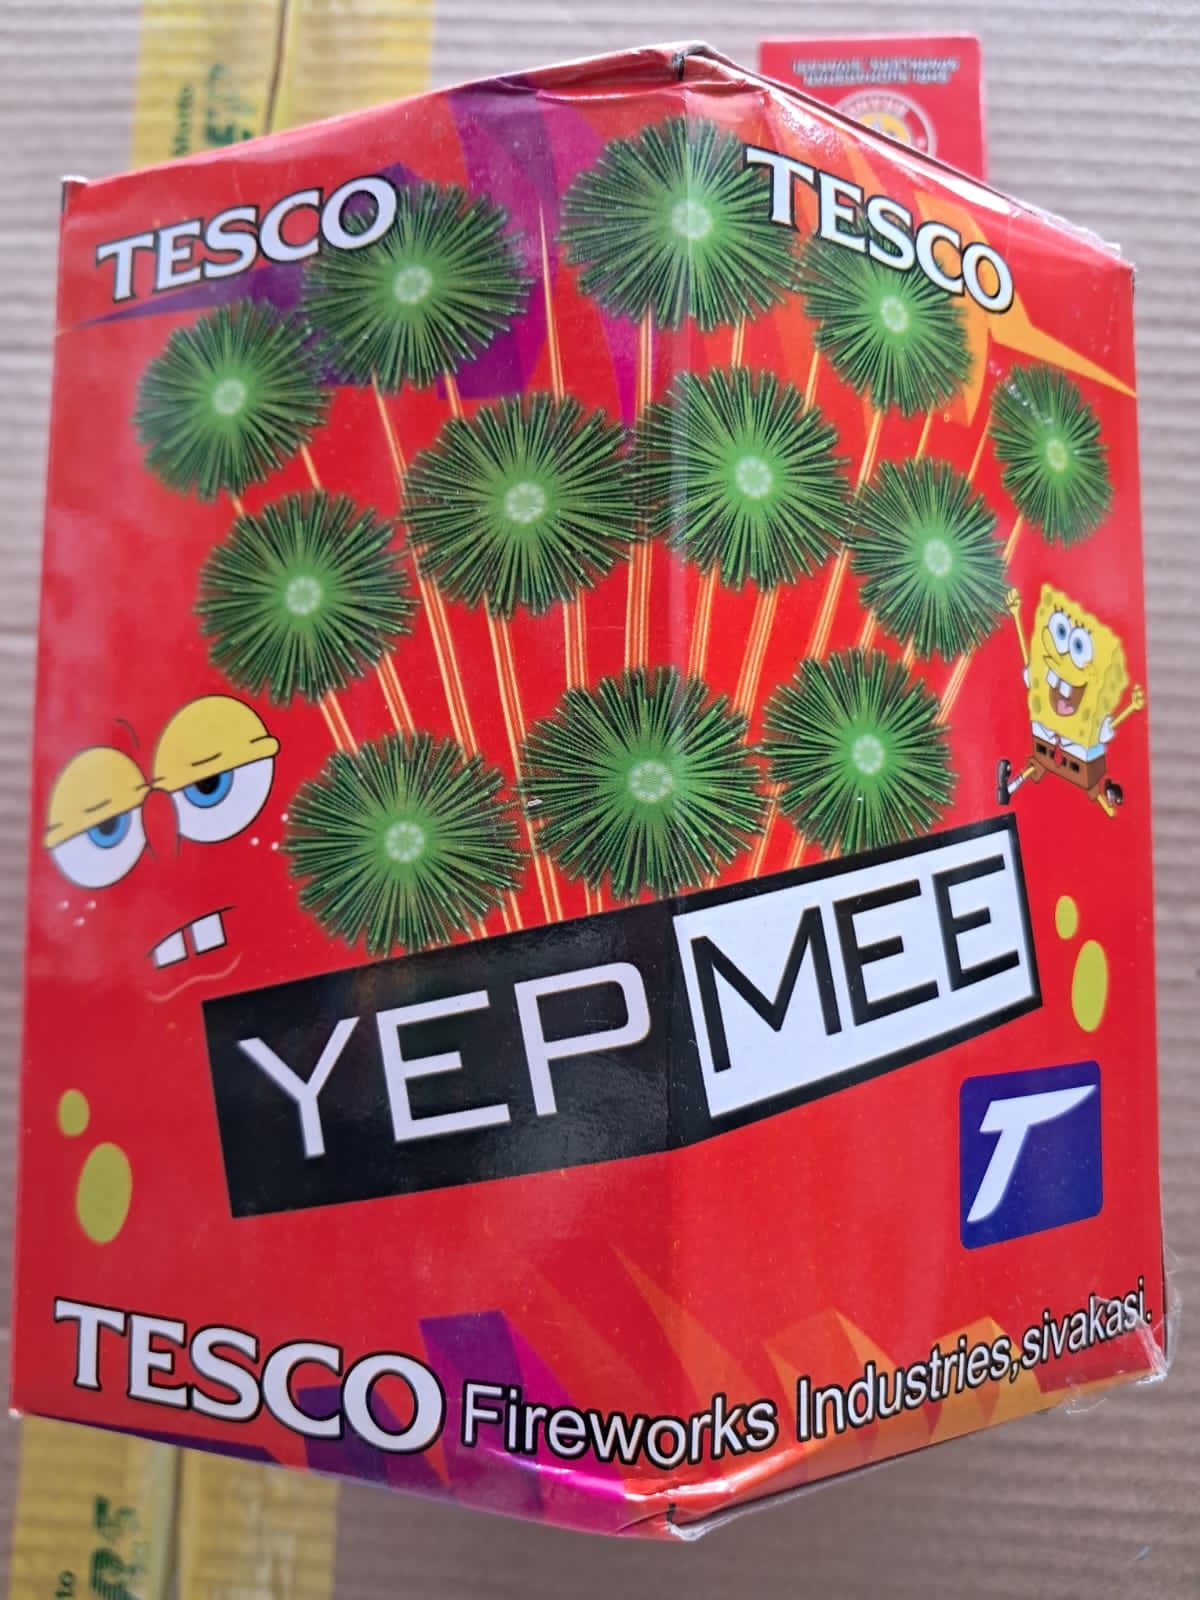 TESCO
TESCO
YEP MEE
T
TESCO Fireworks Industries,sivakasi.